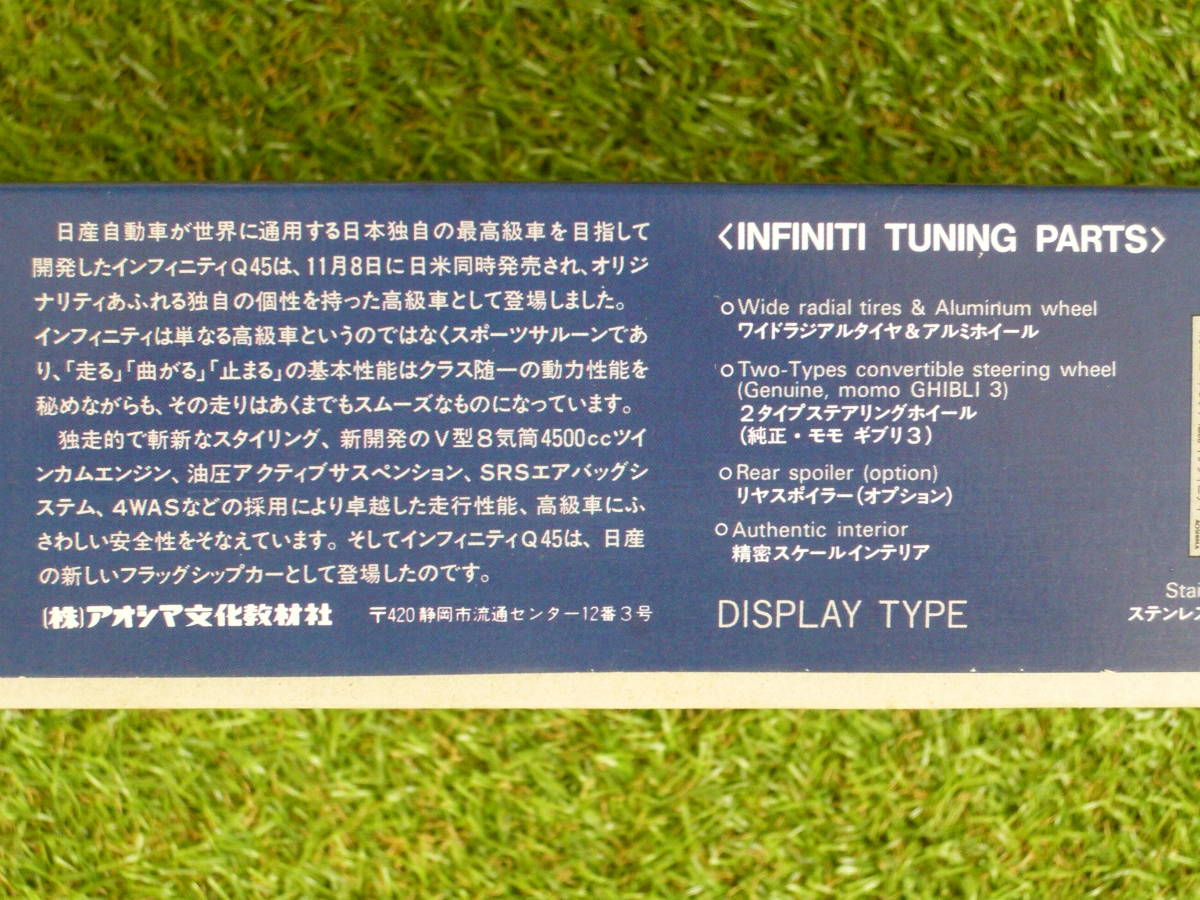 日産自動車が世界に通用する日本独自の最高級車を目指して
開発したインフィニティQ45は、11月8日に日米同時発売され、オリジ
ナリティあふれる独自の個性を持った高級車として登場しました。
インフィニティは単なる高級車というのではなくスポーツサルーンであ
り、「走る」「曲がる」「止まる」の基本性能はクラス随一の動力性能を
秘めながらも、その走りはあくまでもスムーズなものになっています。
独走的で斬新なスタイリング、新開発のV型8気筒4500ccツイ
ンカムエンジン、油圧アクティブサスペンション、SRSエアバッグシ
ステム、4WASなどの採用により卓越した走行性能、高級車にふ
さわしい安全性をそなえています。そしてインフィニティQ45は、日産
の新しいフラッグシップカーとして登場したのです。
(株)アオシマ文化教材社 〒420 静岡市流通センター12番3号
<INFINITI TUNING PARTS>
○Wide radial tires & Aluminum wheel
ワイドラジアルタイヤ&アルミホイール
○Two-Types convertible steering wheel
(Genuine, momo GHIBLI 3)
2タイプステアリングホイール
(純正・モモ ギブリ3)
○Rear spoiler (option)
リヤスポイラー(オプション)
○Authentic interior
精密スケールインテリア
DISPLAY TYPE
Stai
ステンレス